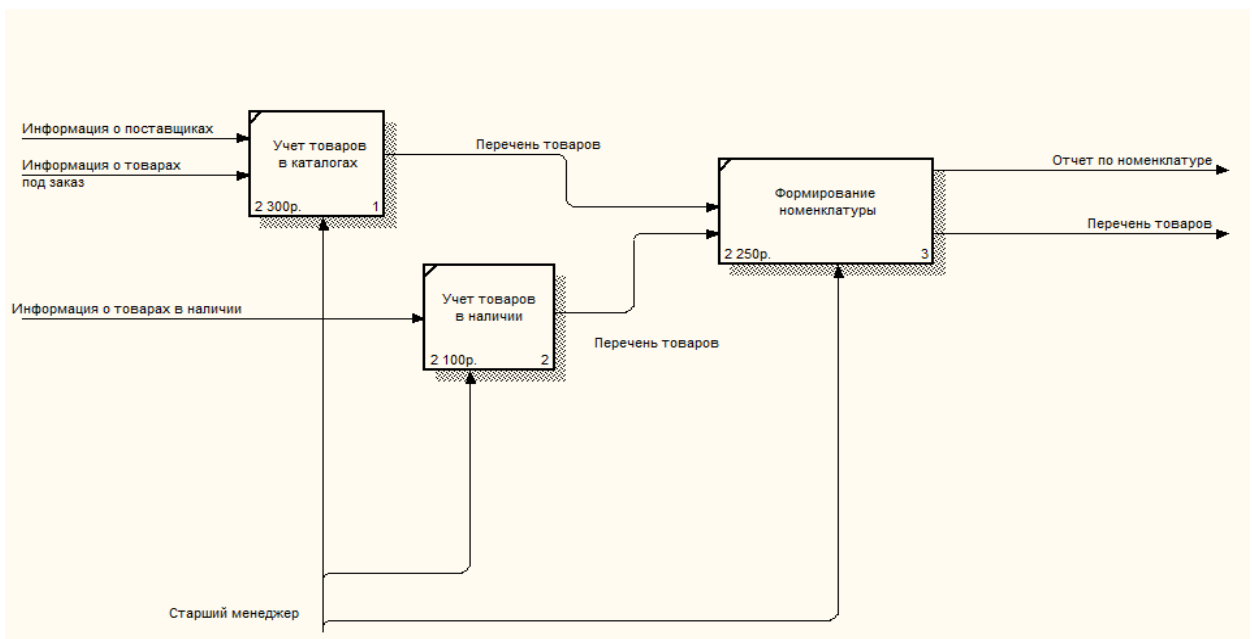 Информация о поставщиках
Информация о товарах
под заказ
Учет товаров
в каталогах
2 300р. 1
Перечень товаров
Формирование
номенклатуры
2 250р. 3
Отчет по номенклатуре
Перечень товаров
Информация о товарах в наличии
Учет товаров
в наличии
2 100р. 2
Перечень товаров
Старший менеджер